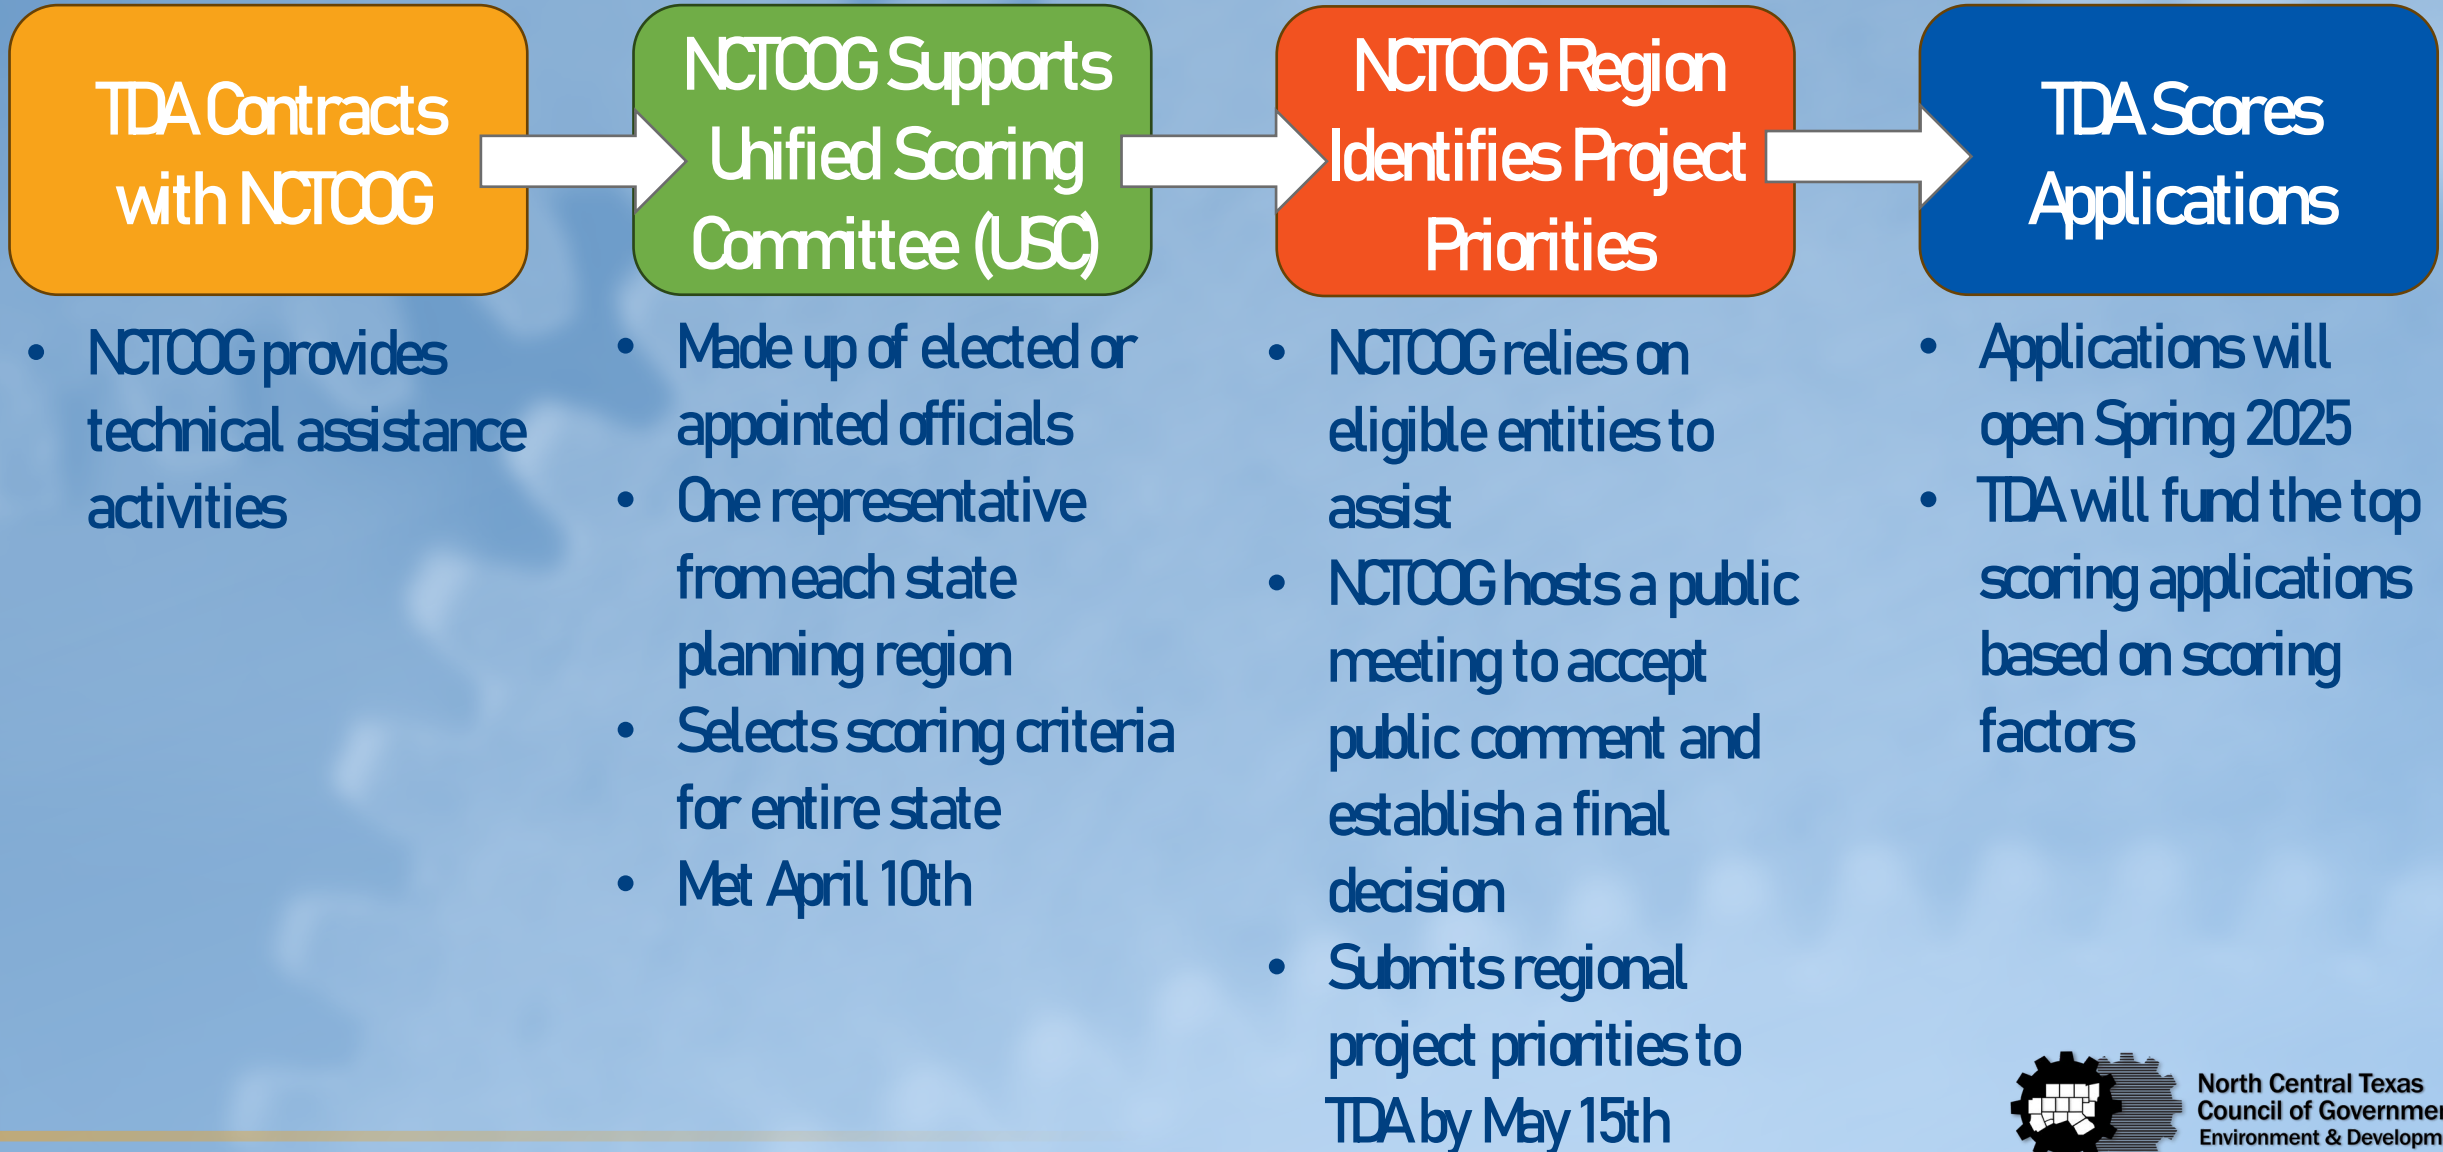 TDA Contracts
with NCTCOG
• NCTCOG provides
technical assistance
activities
NCTCOG Supports
Unified Scoring
Committee (USC)
• Made up of elected or
appointed officials
• One representative
from each state
planning region
• Selects scoring criteria
for entire state
• Met April 10th
NCTCOG Region
Identifies Project
Priorities
• NCTCOG relies on
eligible entities to
assist
• NCTCOG hosts a public
meeting to accept
public comment and
establish a final
decision
• Submits regional
project priorities to
TDA by May 15th
TDA Scores
Applications
• Applications will
open Spring 2025
• TDA will fund the top
scoring applications
based on scoring
factors
North Central Texas
Council of
Environment &